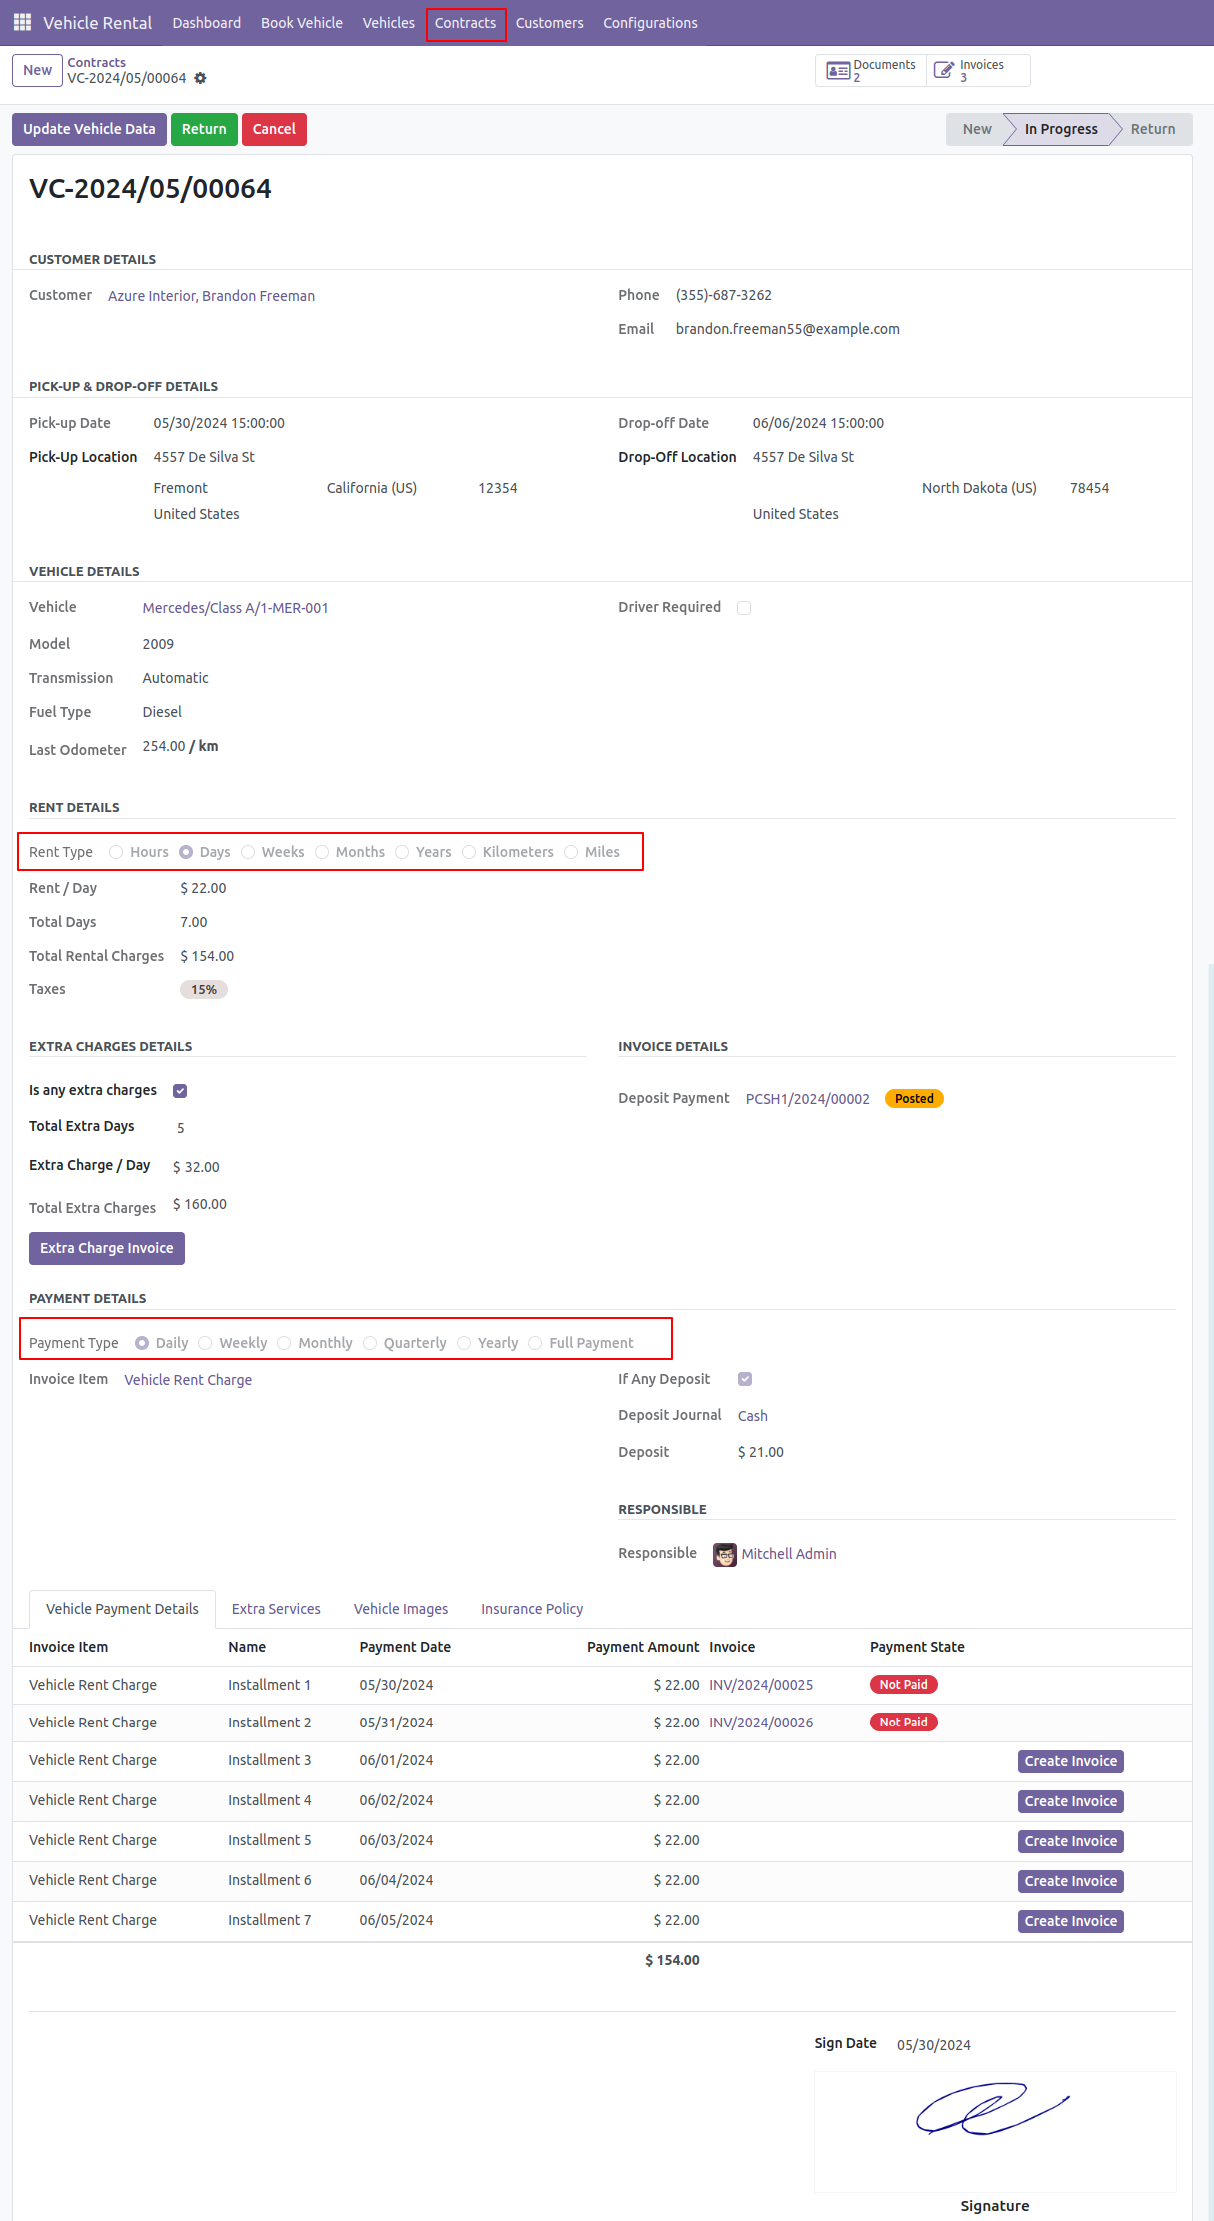 Vehicle Rental Dashboard Book Vehicle Vehicles Contracts Customers Configurations
New Contracts Documents Invoices
VC-2024/05/00064 2 3
Update Vehicle Data Return Cancel New In Progress Return
VC-2024/05/00064
CUSTOMER DETAILS
Customer Azure Interior, Brandon Freeman Phone (355)-687-3262
Email brandon.freeman55@example.com
PICK-UP & DROP-OFF DETAILS
Pick-up Date 05/30/2024 15:00:00 Drop-off Date 06/06/2024 15:00:00
Pick-Up Location 4557 De Silva St Drop-Off Location 4557 De Silva St
Fremont California (US) 12354 North Dakota (US) 78454
United States United States
VEHICLE DETAILS
Vehicle Mercedes/Class A/1-MER-001 Driver Required
Model 2009
Transmission Automatic
Fuel Type Diesel
Last Odometer 254.00 / km
RENT DETAILS
Rent Type Hours Days Weeks Months Years Kilometers Miles
Rent / Day $ 22.00
Total Days 7.00
Total Rental Charges $ 154.00
Taxes 15%
EXTRA CHARGES DETAILS INVOICE DETAILS
Is any extra charges Deposit Payment PCSH1/2024/00002 Posted
Total Extra Days 5
Extra Charge / Day $ 32.00
Total Extra Charges $ 160.00
Extra Charge Invoice
PAYMENT DETAILS
Payment Type Daily Weekly Monthly Quarterly Yearly Full Payment
Invoice Item Vehicle Rent Charge If Any Deposit
Deposit Journal Cash
Deposit $ 21.00
RESPONSIBLE
Responsible Mitchell Admin
Vehicle Payment Details Extra Services Vehicle Images Insurance Policy
Invoice Item Name Payment Date Payment Amount Invoice Payment State
Vehicle Rent Charge Installment 1 05/30/2024 $ 22.00 INV/2024/00025 Not Paid
Vehicle Rent Charge Installment 2 05/31/2024 $ 22.00 INV/2024/00026 Not Paid
Vehicle Rent Charge Installment 3 06/01/2024 $ 22.00 Create Invoice
Vehicle Rent Charge Installment 4 06/02/2024 $ 22.00 Create Invoice
Vehicle Rent Charge Installment 5 06/03/2024 $ 22.00 Create Invoice
Vehicle Rent Charge Installment 6 06/04/2024 $ 22.00 Create Invoice
Vehicle Rent Charge Installment 7 06/05/2024 $ 22.00 Create Invoice
$ 154.00
Sign Date 05/30/2024
Signature